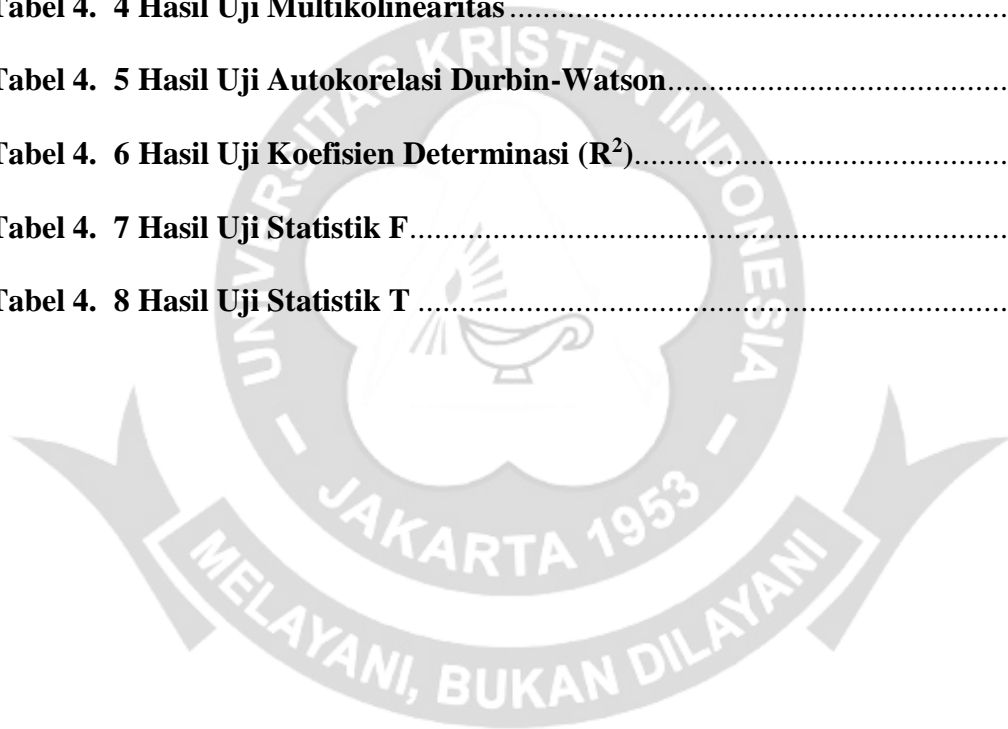 Tabel 4. 4 Hasil Uji Multikolinearitas............................................................
Tabel 4. 5 Hasil Uji Autokorelasi Durbin-Watson.........................................
Tabel 4. 6 Hasil Uji Koefisien Determinasi (R²).............................................
Tabel 4. 7 Hasil Uji Statistik F........................................................................
Tabel 4. 8 Hasil Uji Statistik T .......................................................................
UNIVERSITAS KRISTEN INDONESIA
JAKARTA 1953
MELAYANI, BUKAN DILAYANI